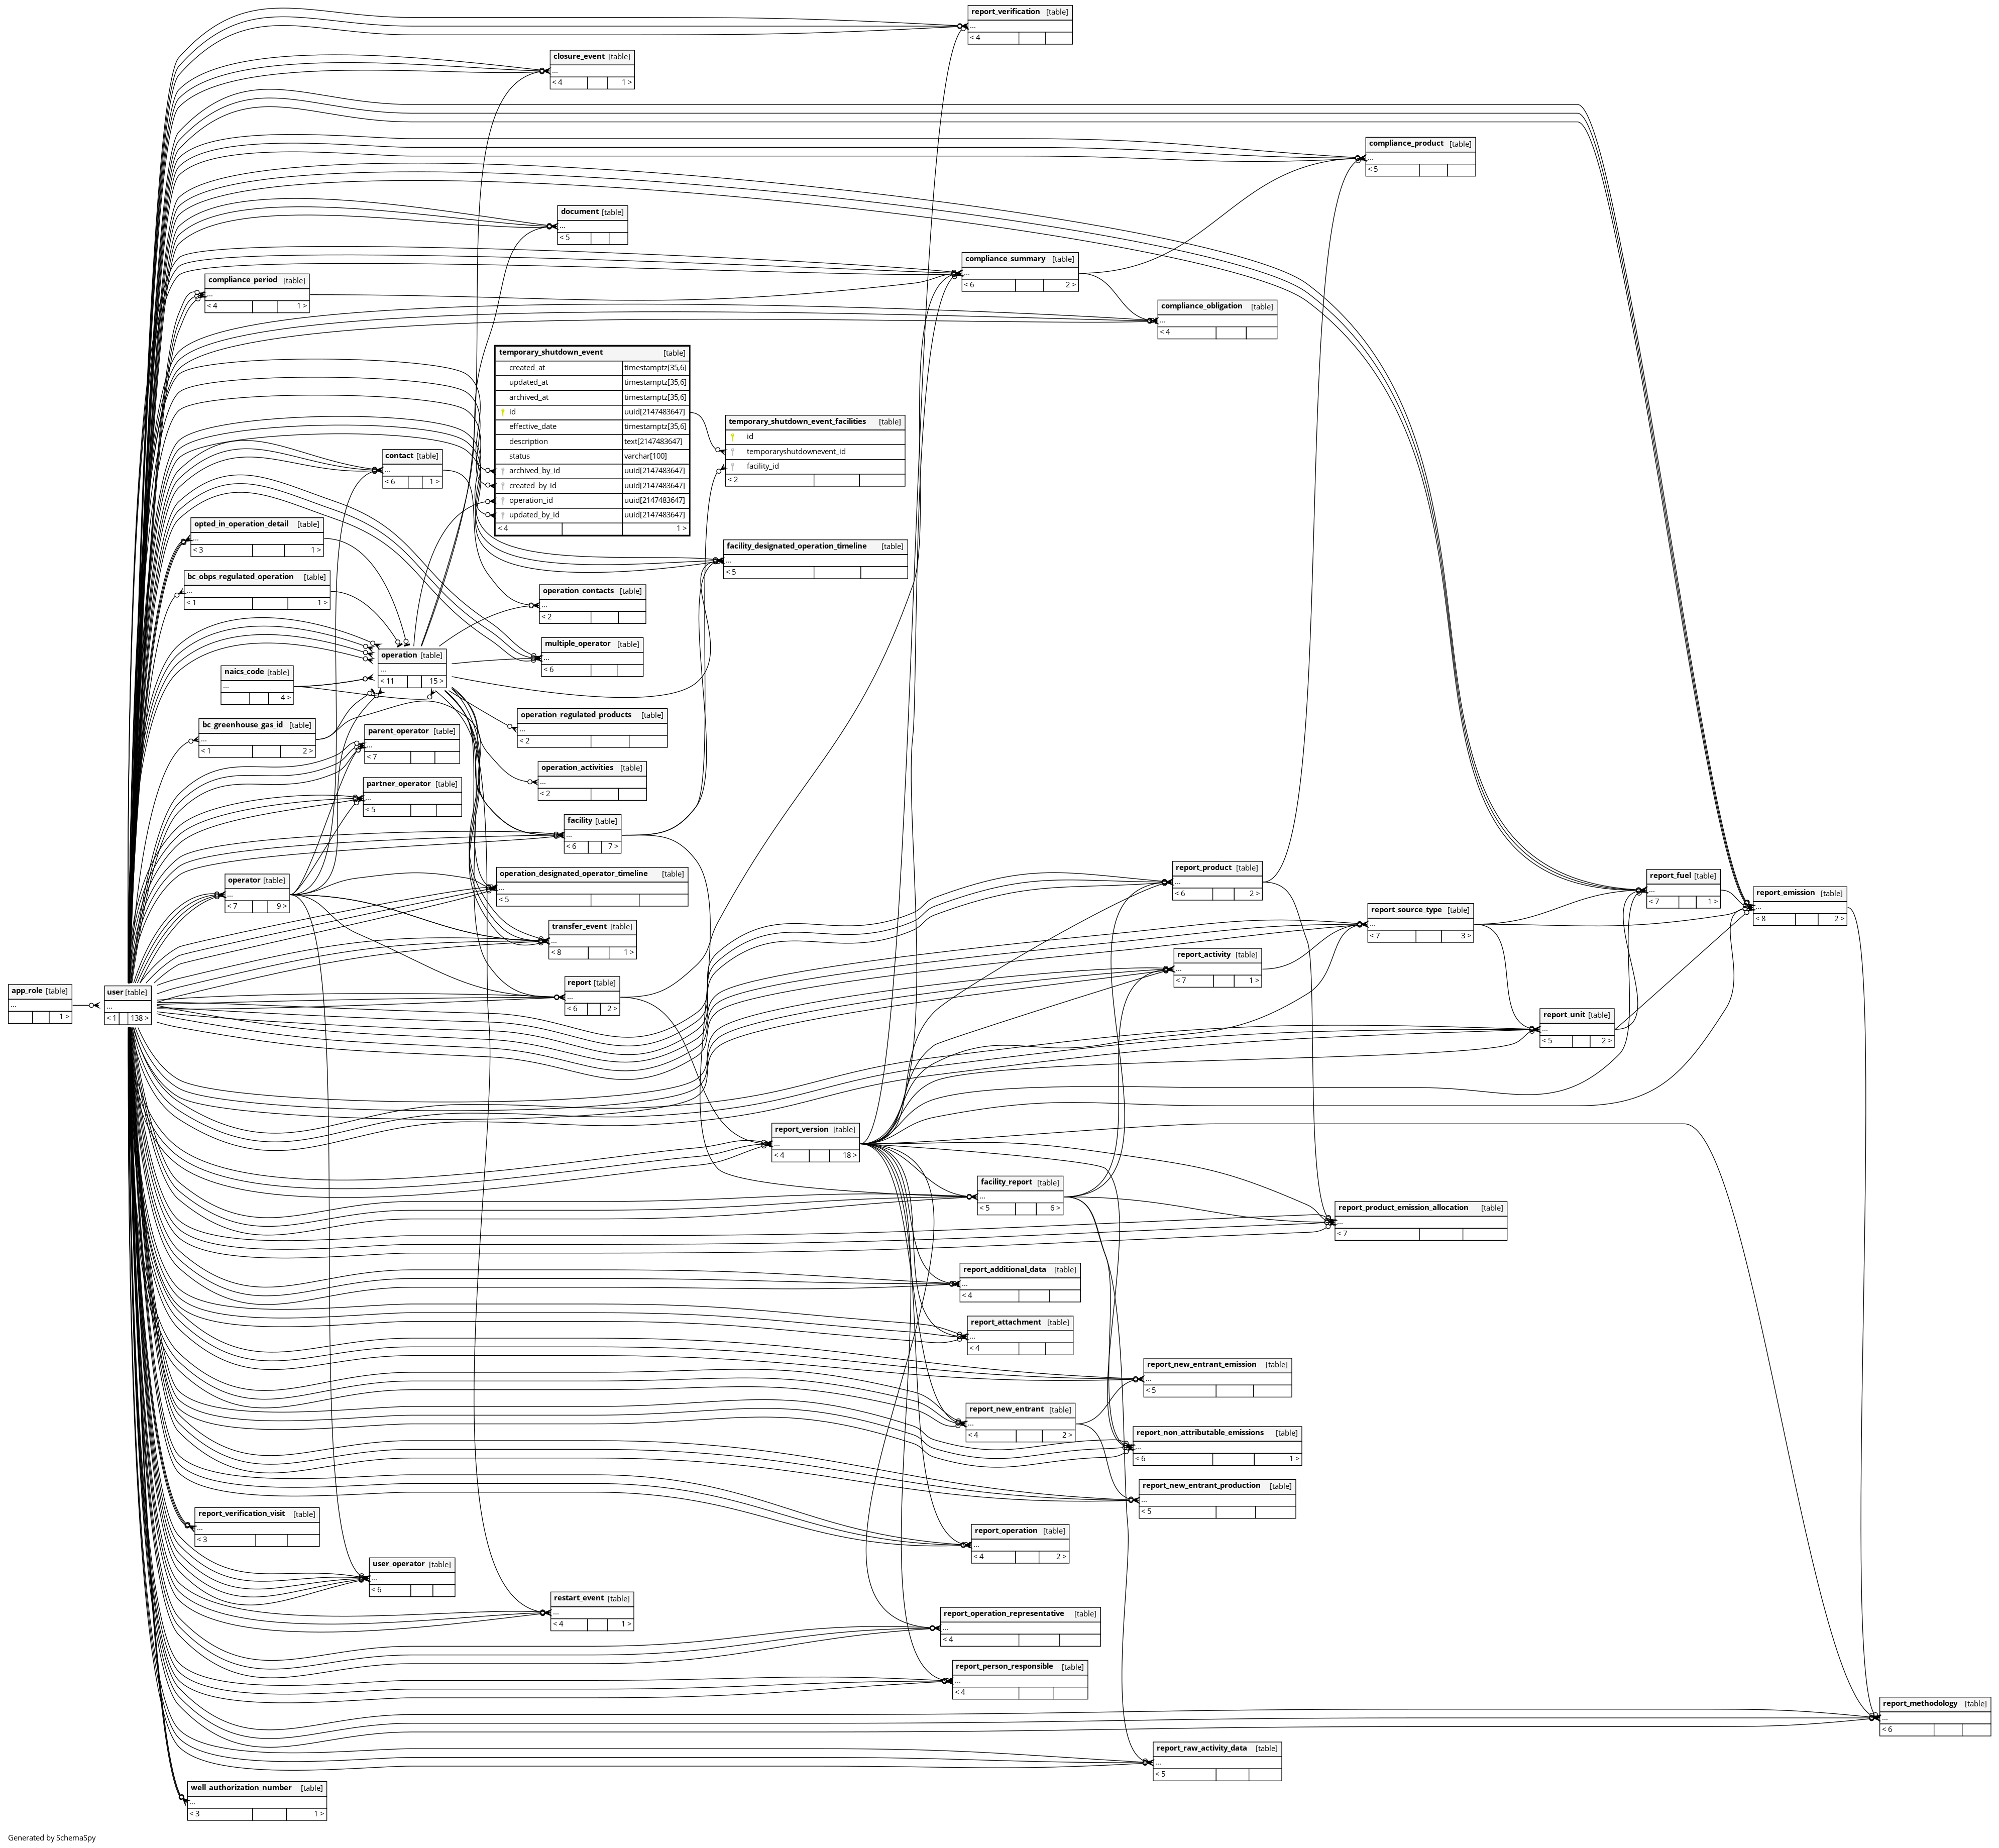 report_verification [table]
...
< 4
closure_event [table]
...
< 4 1 >
compliance_product [table]
...
< 5
document [table]
...
< 5
compliance_summary [table]
...
< 6 2 >
compliance_period [table]
...
< 4 1 >
compliance_obligation [table]
...
< 4
temporary_shutdown_event [table]
created_at timestamptz[35,6]
updated_at timestamptz[35,6]
archived_at timestamptz[35,6]
id uuid[2147483647]
effective_date timestamptz[35,6]
description text[2147483647]
status varchar[100]
archived_by_id uuid[2147483647]
created_by_id uuid[2147483647]
operation_id uuid[2147483647]
updated_by_id uuid[2147483647]
< 4 1 >
temporary_shutdown_event_facilities [table]
id
temporaryshutdownevent_id
facility_id
< 2
contact [table]
...
< 6 1 >
opted_in_operation_detail [table]
...
< 3 1 >
facility_designated_operation_timeline [table]
...
< 5
bc_obps_regulated_operation [table]
...
< 1 1 >
operation_contacts [table]
...
< 2
multiple_operator [table]
...
< 6
operation [table]
...
< 11 15 >
naics_code [table]
...
4 >
operation_regulated_products [table]
...
< 2
bc_greenhouse_gas_id [table]
...
< 1 2 >
parent_operator [table]
...
< 7
operation_activities [table]
...
< 2
partner_operator [table]
...
< 5
facility [table]
...
< 6 7 >
operator [table]
...
< 7 9 >
operation_designated_operator_timeline [table]
...
< 5
report_product [table]
...
< 6 2 >
report_fuel [table]
...
< 7 1 >
report_emission [table]
...
< 8 2 >
report_source_type [table]
...
< 7 3 >
transfer_event [table]
...
< 8 1 >
report_activity [table]
...
< 7 1 >
report [table]
...
< 6 2 >
app_role [table]
...
1 >
user [table]
...
< 1 138 >
report_unit [table]
...
< 5 2 >
report_version [table]
...
< 4 18 >
facility_report [table]
...
< 5 6 >
report_product_emission_allocation [table]
...
< 7
report_additional_data [table]
...
< 4
report_attachment [table]
...
< 4
report_new_entrant_emission [table]
...
< 5
report_new_entrant [table]
...
< 4 2 >
report_non_attributable_emissions [table]
...
< 6 1 >
report_new_entrant_production [table]
...
< 5
report_verification_visit [table]
...
< 3
report_operation [table]
...
< 4 2 >
user_operator [table]
...
< 6
restart_event [table]
...
< 4 1 >
report_operation_representative [table]
...
< 4
report_person_responsible [table]
...
< 4
report_methodology [table]
...
< 6
report_raw_activity_data [table]
...
< 5
well_authorization_number [table]
...
< 3 1 >
Generated by SchemaSpy